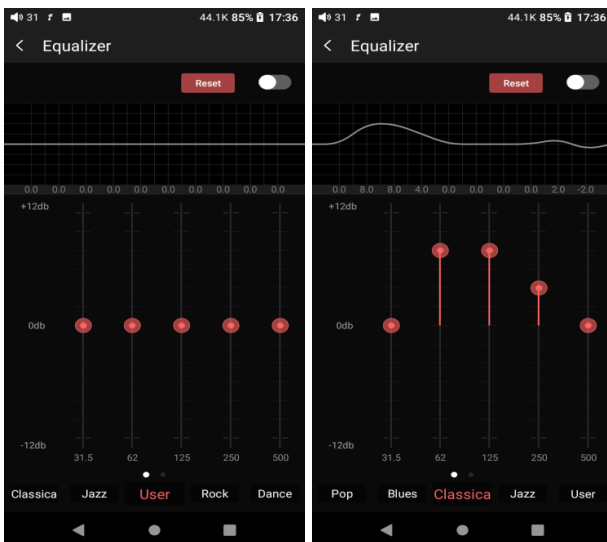 31 44.1K 85% 17:36
Equalizer
Reset
0.0 0.0 0.0 0.0 0.0 0.0 0.0 0.0 0.0 0.0
+12db
0db
-12db
31.5 62 125 250 500
Classica Jazz User Rock Dance
31 44.1K 85% 17:36
Equalizer
Reset
0.0 8.0 8.0 4.0 0.0 0.0 0.0 0.0 2.0 -2.0
+12db
0db
-12db
31.5 62 125 250 500
Pop Blues Classica Jazz User